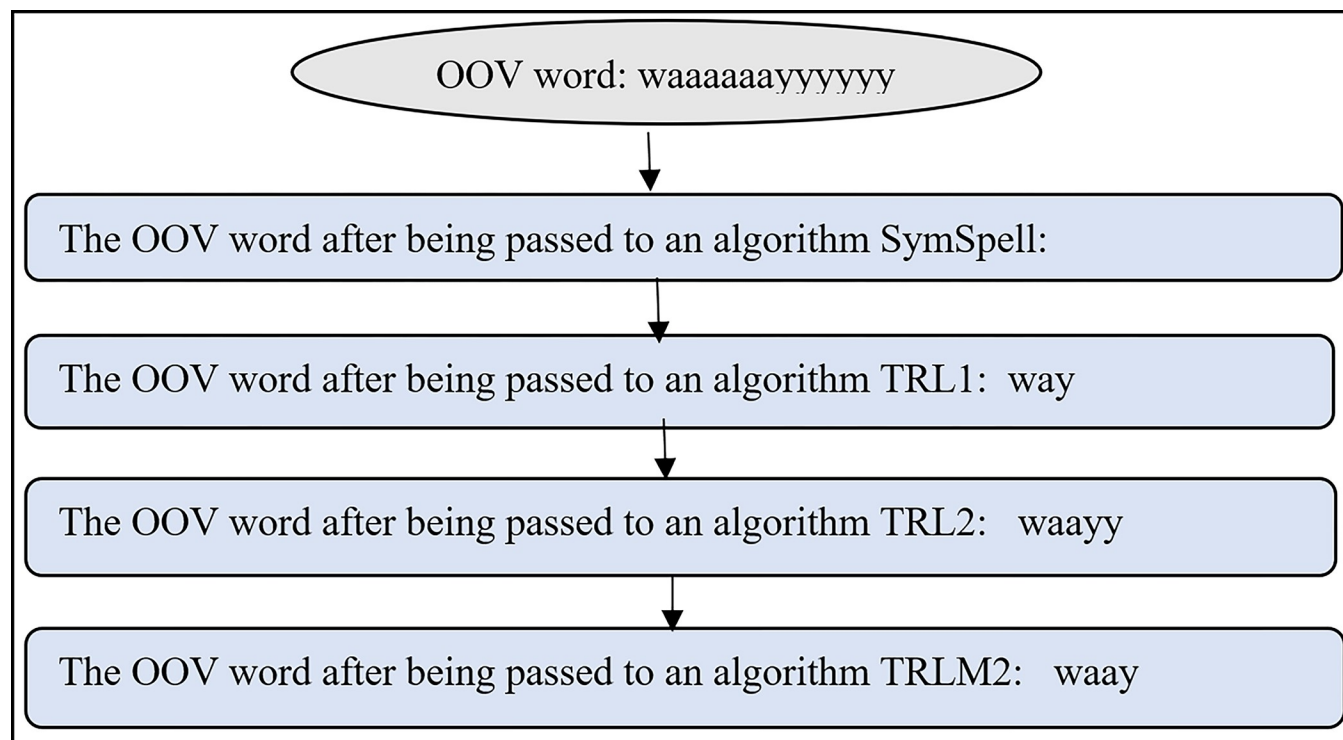 OOV word: waaaaaayyyyyy
The OOV word after being passed to an algorithm SymSpell:
The OOV word after being passed to an algorithm TRL1: way
The OOV word after being passed to an algorithm TRL2: waayy
The OOV word after being passed to an algorithm TRLM2: waay